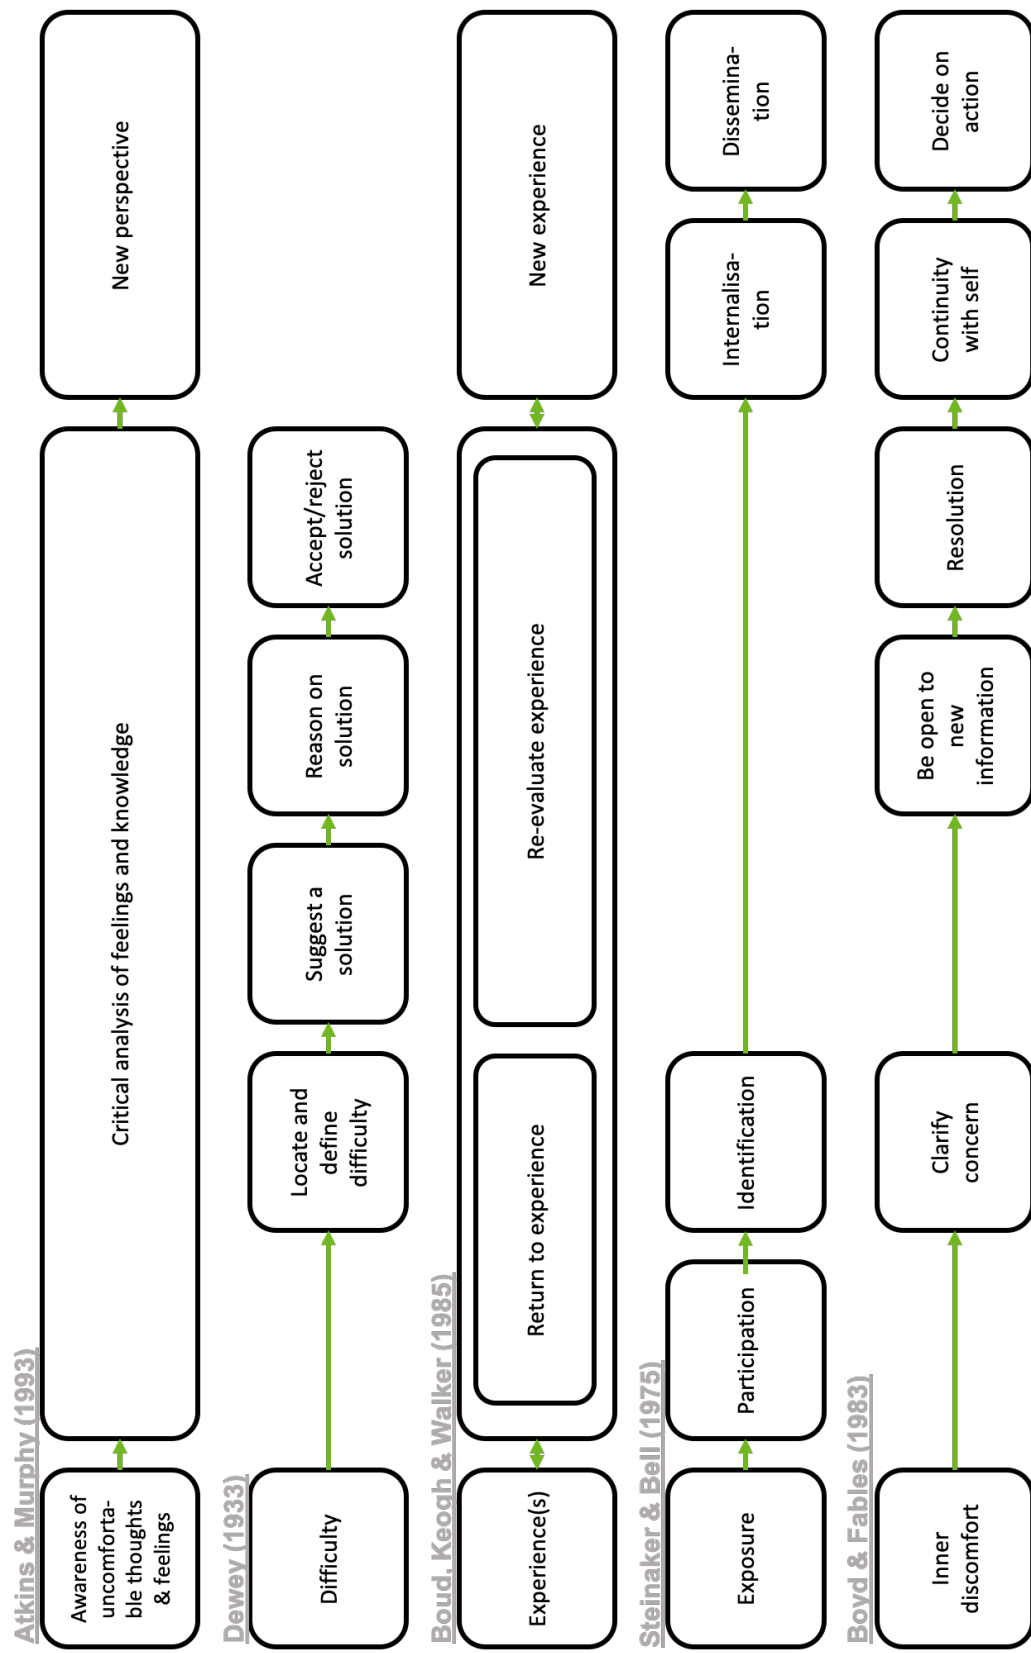 Atkins & Murphy (1993)
Awareness of
uncomforta-
ble thoughts
& feelings
Critical analysis of feelings and knowledge
New perspective
Dewey (1933)
Difficulty
Locate and
define
difficulty
Suggest a
solution
Reason on
solution
Accept/reject
solution
Boud, Keogh & Walker (1985)
Experience(s)
Return to experience
Re-evaluate experience
New experience
Steinaker & Bell (1975)
Exposure
Participation
Identification
Internalisa-
tion
Dissemina-
tion
Boyd & Fables (1983)
Inner
discomfort
Clarify
concern
Be open to
new
information
Resolution
Continuity
with self
Decide on
action